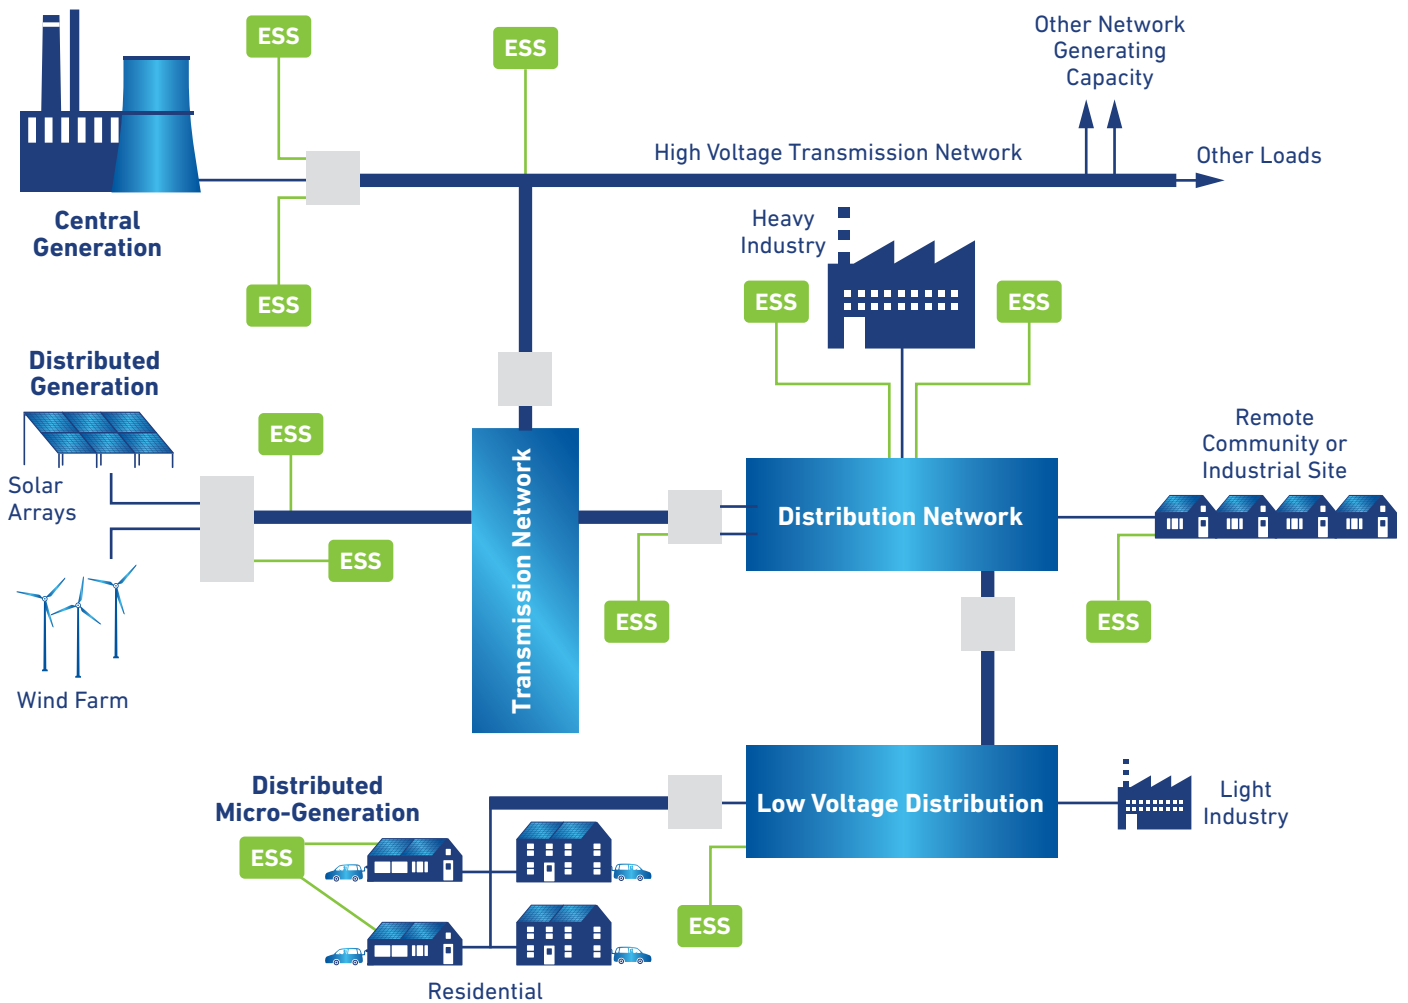 ESS
ESS
Other Network
Generating
Capacity
High Voltage Transmission Network
Other Loads
Central
Generation
ESS
Heavy
Industry
ESS
ESS
Distributed
Generation
Solar
Arrays
ESS
ESS
Wind Farm
Transmission Network
ESS
Distribution Network
Remote
Community or
Industrial Site
ESS
Distributed
Micro-Generation
ESS
Low Voltage Distribution
Light
Industry
ESS
Residential